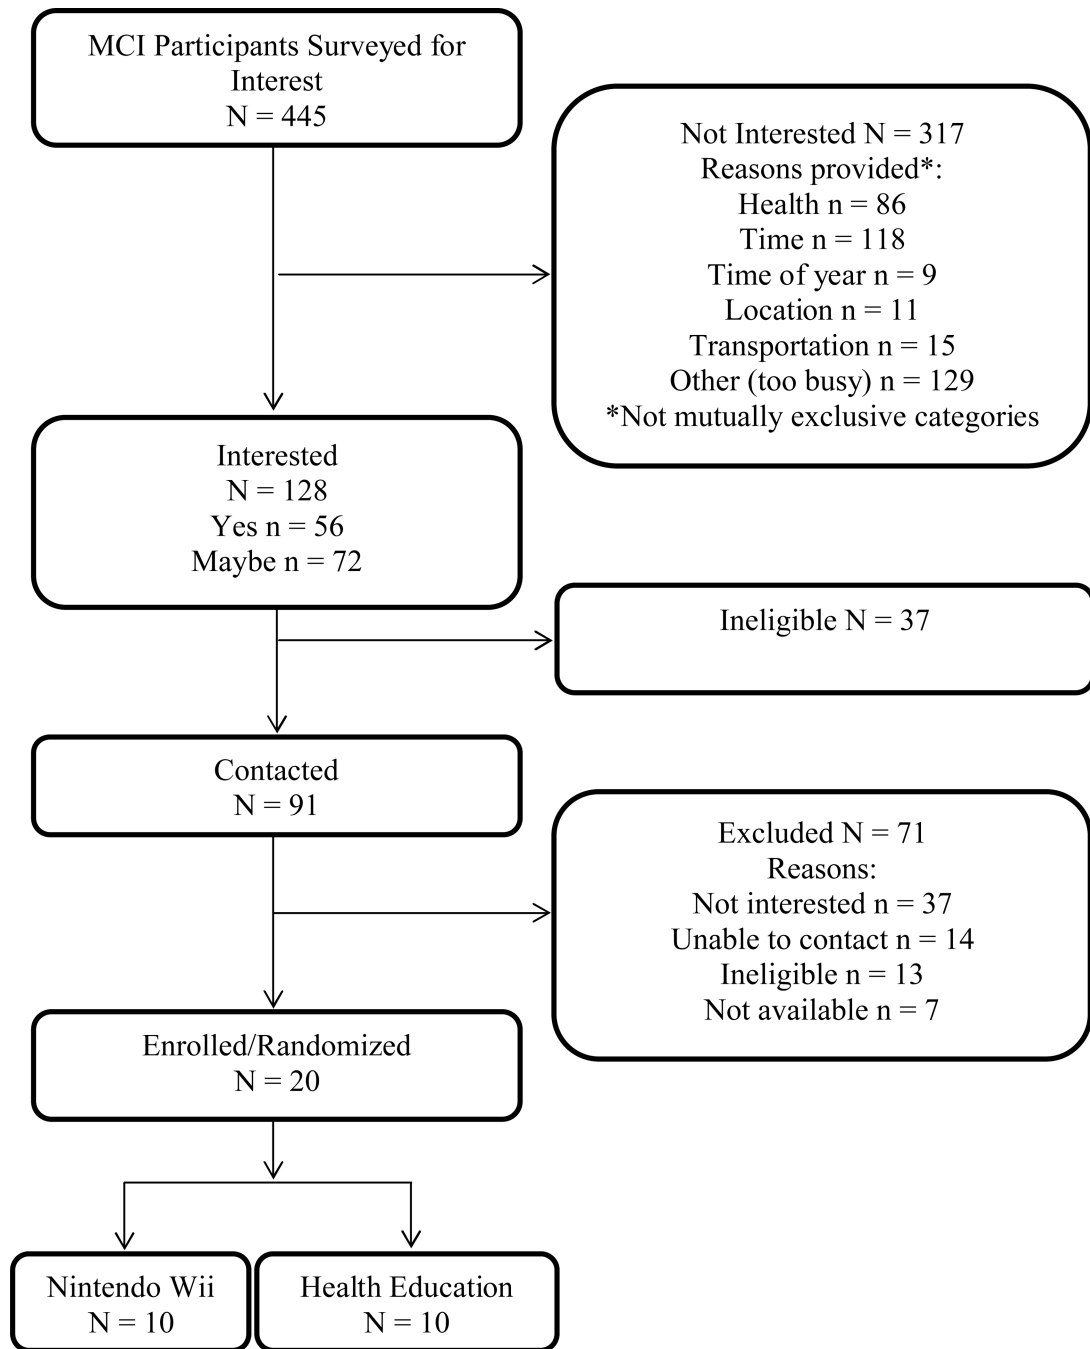 MCI Participants Surveyed for
Interest
N = 445
Not Interested N = 317
Reasons provided*:
Health n = 86
Time n = 118
Time of year n = 9
Location n = 11
Transportation n = 15
Other (too busy) n = 129
*Not mutually exclusive categories
Interested
N = 128
Yes n = 56
Maybe n = 72
Ineligible N = 37
Contacted
N = 91
Excluded N = 71
Reasons:
Not interested n = 37
Unable to contact n = 14
Ineligible n = 13
Not available n = 7
Enrolled/Randomized
N = 20
Nintendo Wii
N = 10
Health Education
N = 10